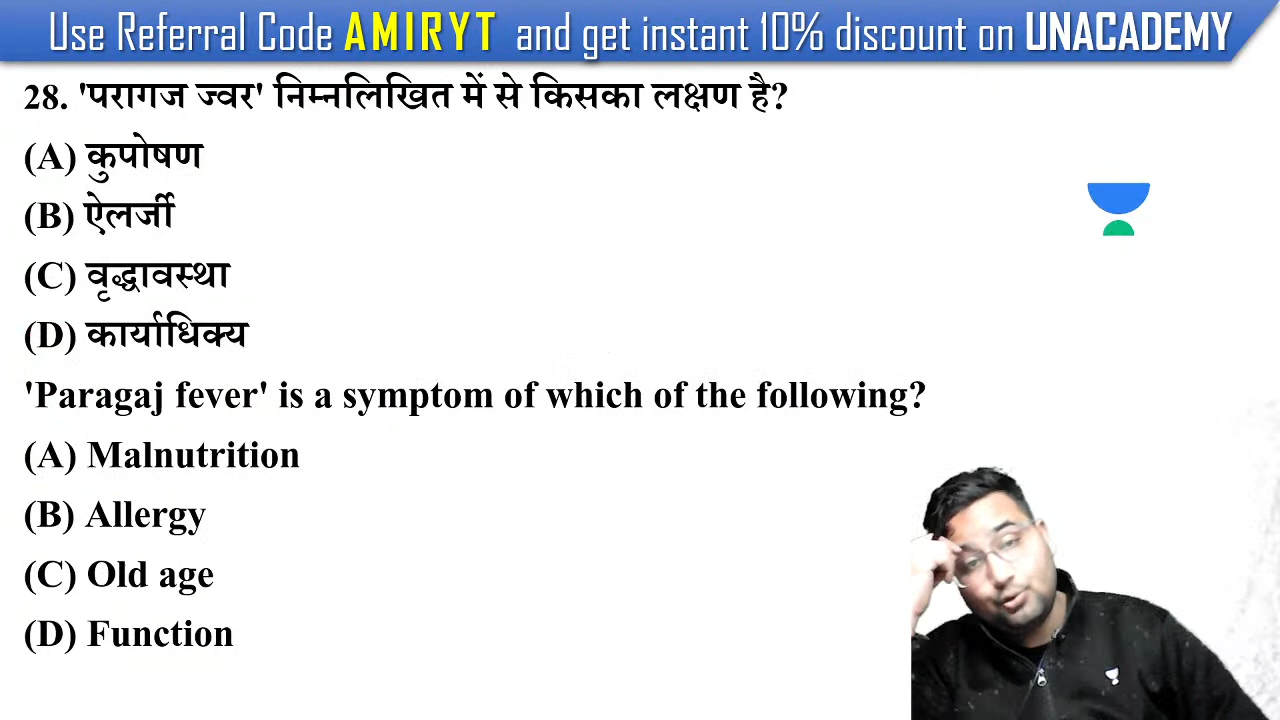 Use Referral Code AMIRYT and get instant 10% discount on UNACADEMY
28. 'परागज ज्वर' निम्नलिखित में से किसका लक्षण है?
(A) कुपोषण
(B) ऐलर्जी
(C) वृद्धावस्था
(D) कार्याधिक्य
'Paragaj fever' is a symptom of which of the following?
(A) Malnutrition
(B) Allergy
(C) Old age
(D) Function